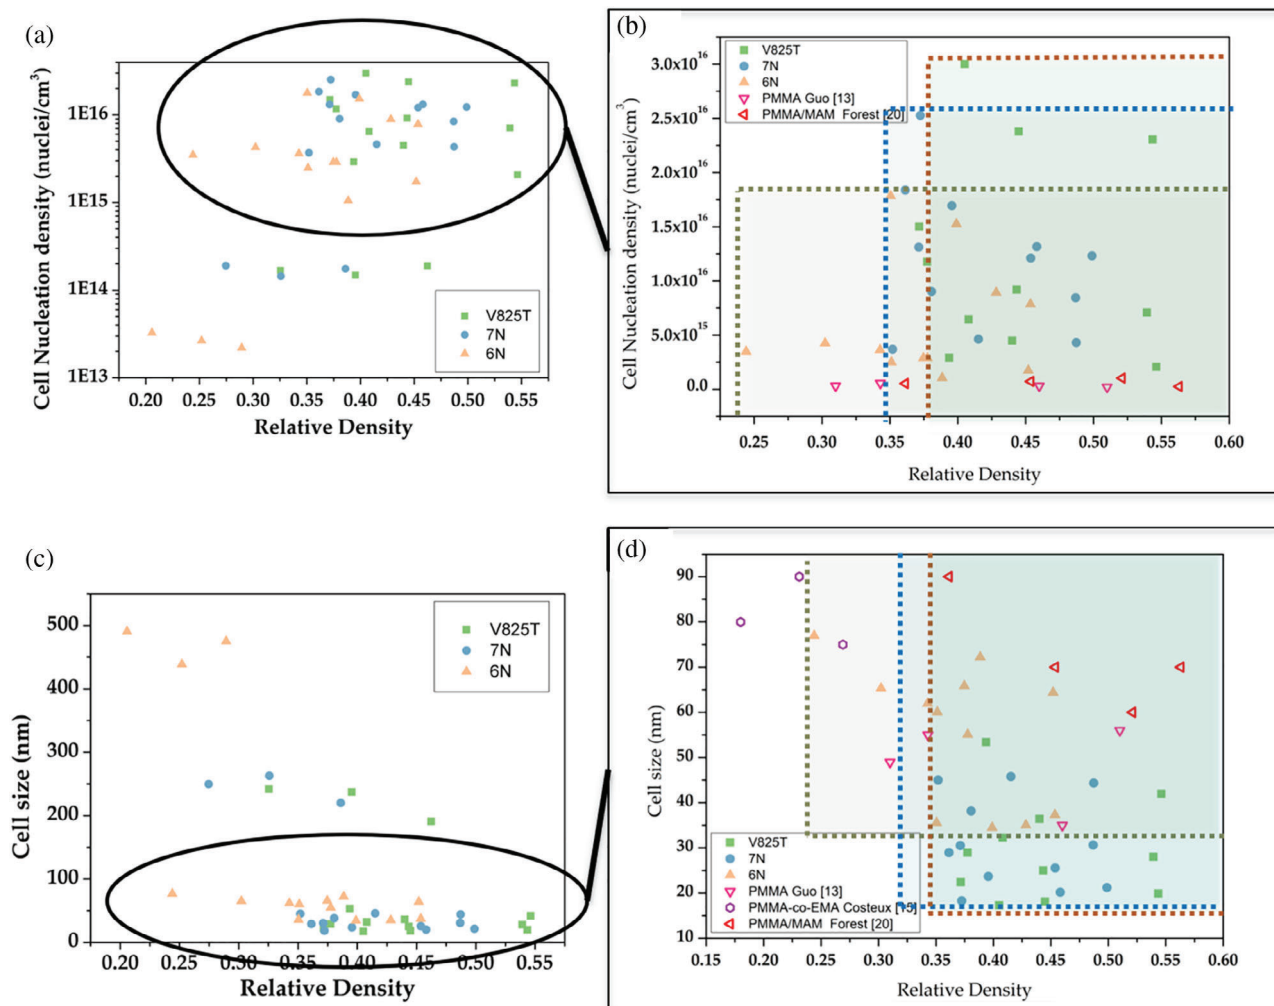 (a)
Cell Nucleation density (nuclei/cm³)
1E16
1E15
1E14
1E13
V825T
7N
6N
0.20 0.25 0.30 0.35 0.40 0.45 0.50 0.55
Relative Density
(b)
Cell Nucleation density (nuclei/cm³)
V825T
7N
6N
PMMA Guo [13]
PMMA/MAM Forest [20]
3.0x10¹⁶
2.5x10¹⁶
2.0x10¹⁶
1.5x10¹⁶
1.0x10¹⁶
5.0x10¹⁵
0.0
0.25 0.30 0.35 0.40 0.45 0.50 0.55 0.60
Relative Density
(c)
Cell size (nm)
500
400
300
200
100
0
V825T
7N
6N
0.20 0.25 0.30 0.35 0.40 0.45 0.50 0.55
Relative Density
(d)
Cell size (nm)
90
80
70
60
50
40
30
20
10
V825T
7N
6N
PMMA Guo [13]
PMMA-co-EMA Costeux [15]
PMMA/MAM Forest [20]
0.15 0.20 0.25 0.30 0.35 0.40 0.45 0.50 0.55 0.60
Relative Density